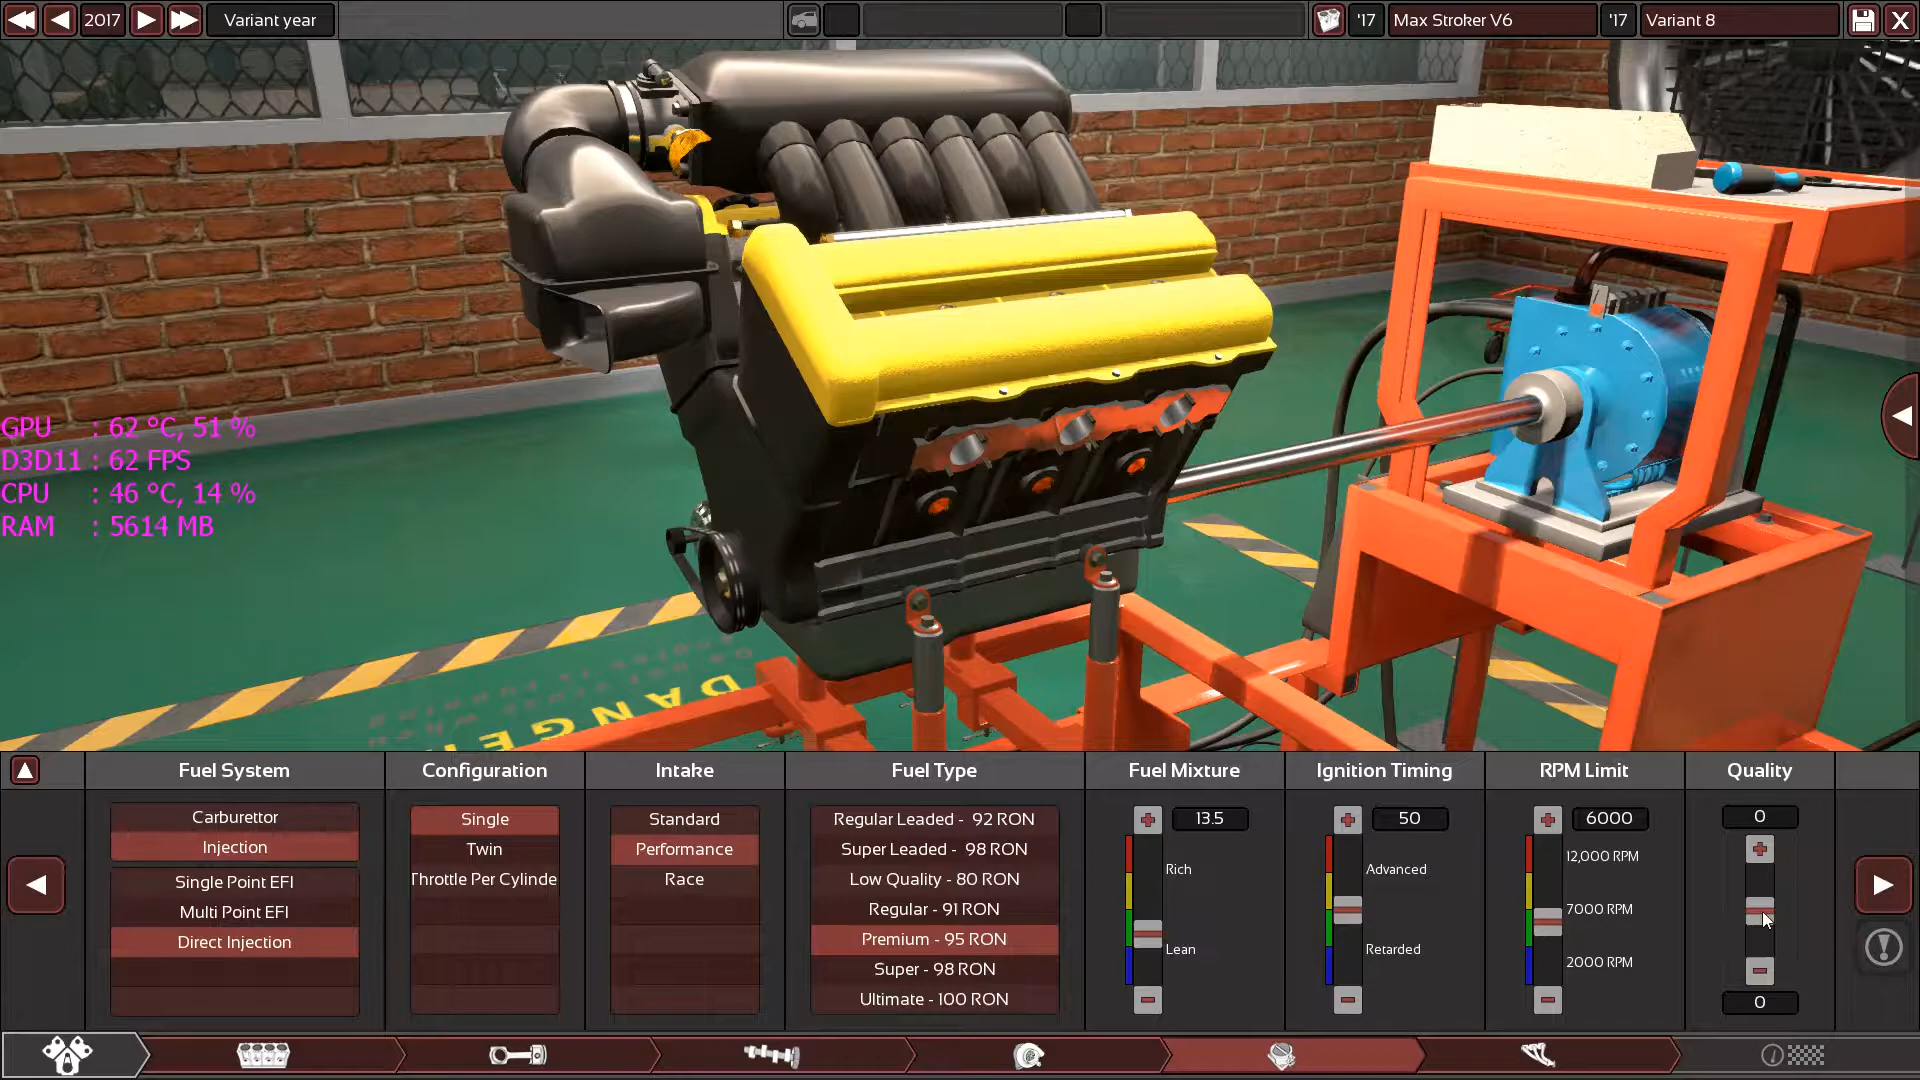 2017 Variant year '17 Max Stroker V6 '17 Variant 8
GPU : 62 °C, 51 %
D3D11 : 62 FPS
CPU : 46 °C, 14 %
RAM : 5614 MB
DANGE
Fuel System
Carburettor
Injection
Single Point EFI
Multi Point EFI
Direct Injection
Configuration
Single
Twin
Throttle Per Cylinde
Intake
Standard
Performance
Race
Fuel Type
Regular Leaded - 92 RON
Super Leaded - 98 RON
Low Quality - 80 RON
Regular - 91 RON
Premium - 95 RON
Super - 98 RON
Ultimate - 100 RON
Fuel Mixture
13.5
Rich
Lean
Ignition Timing
50
Advanced
Retarded
RPM Limit
6000
12,000 RPM
7000 RPM
2000 RPM
Quality
0
0